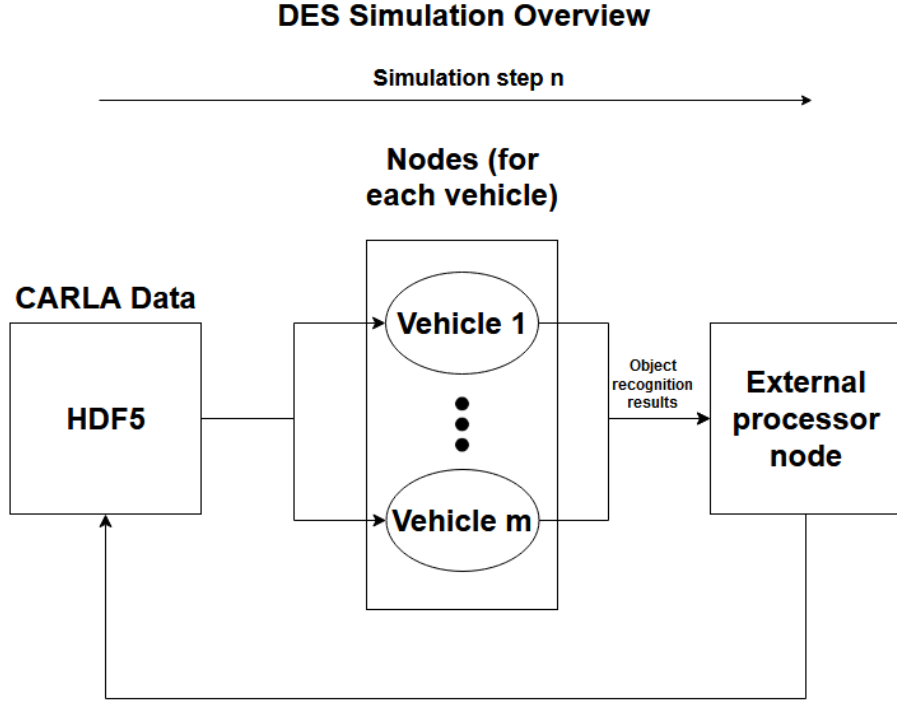 DES Simulation Overview
Simulation step n
Nodes (for
each vehicle)
CARLA Data
HDF5
Vehicle 1
Vehicle m
Object
recognition
results
External
processor
node